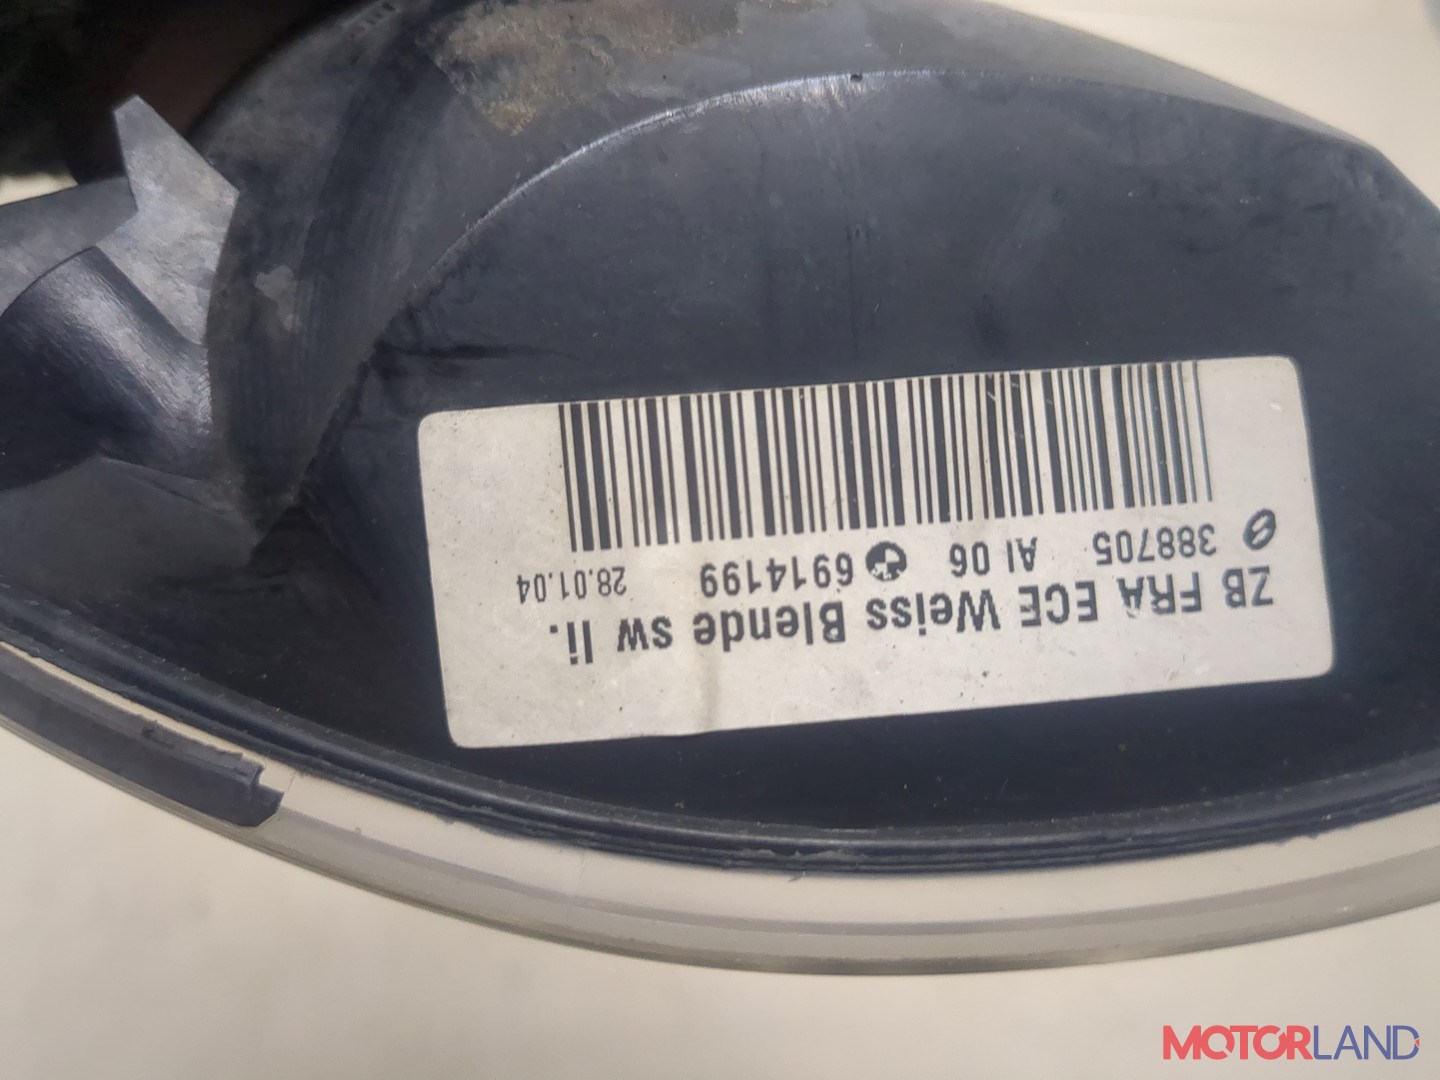 ZB FRA ECE Weiss Blende sw li.
388705 AI 06 6914199 28.01.04
MOTORLAND